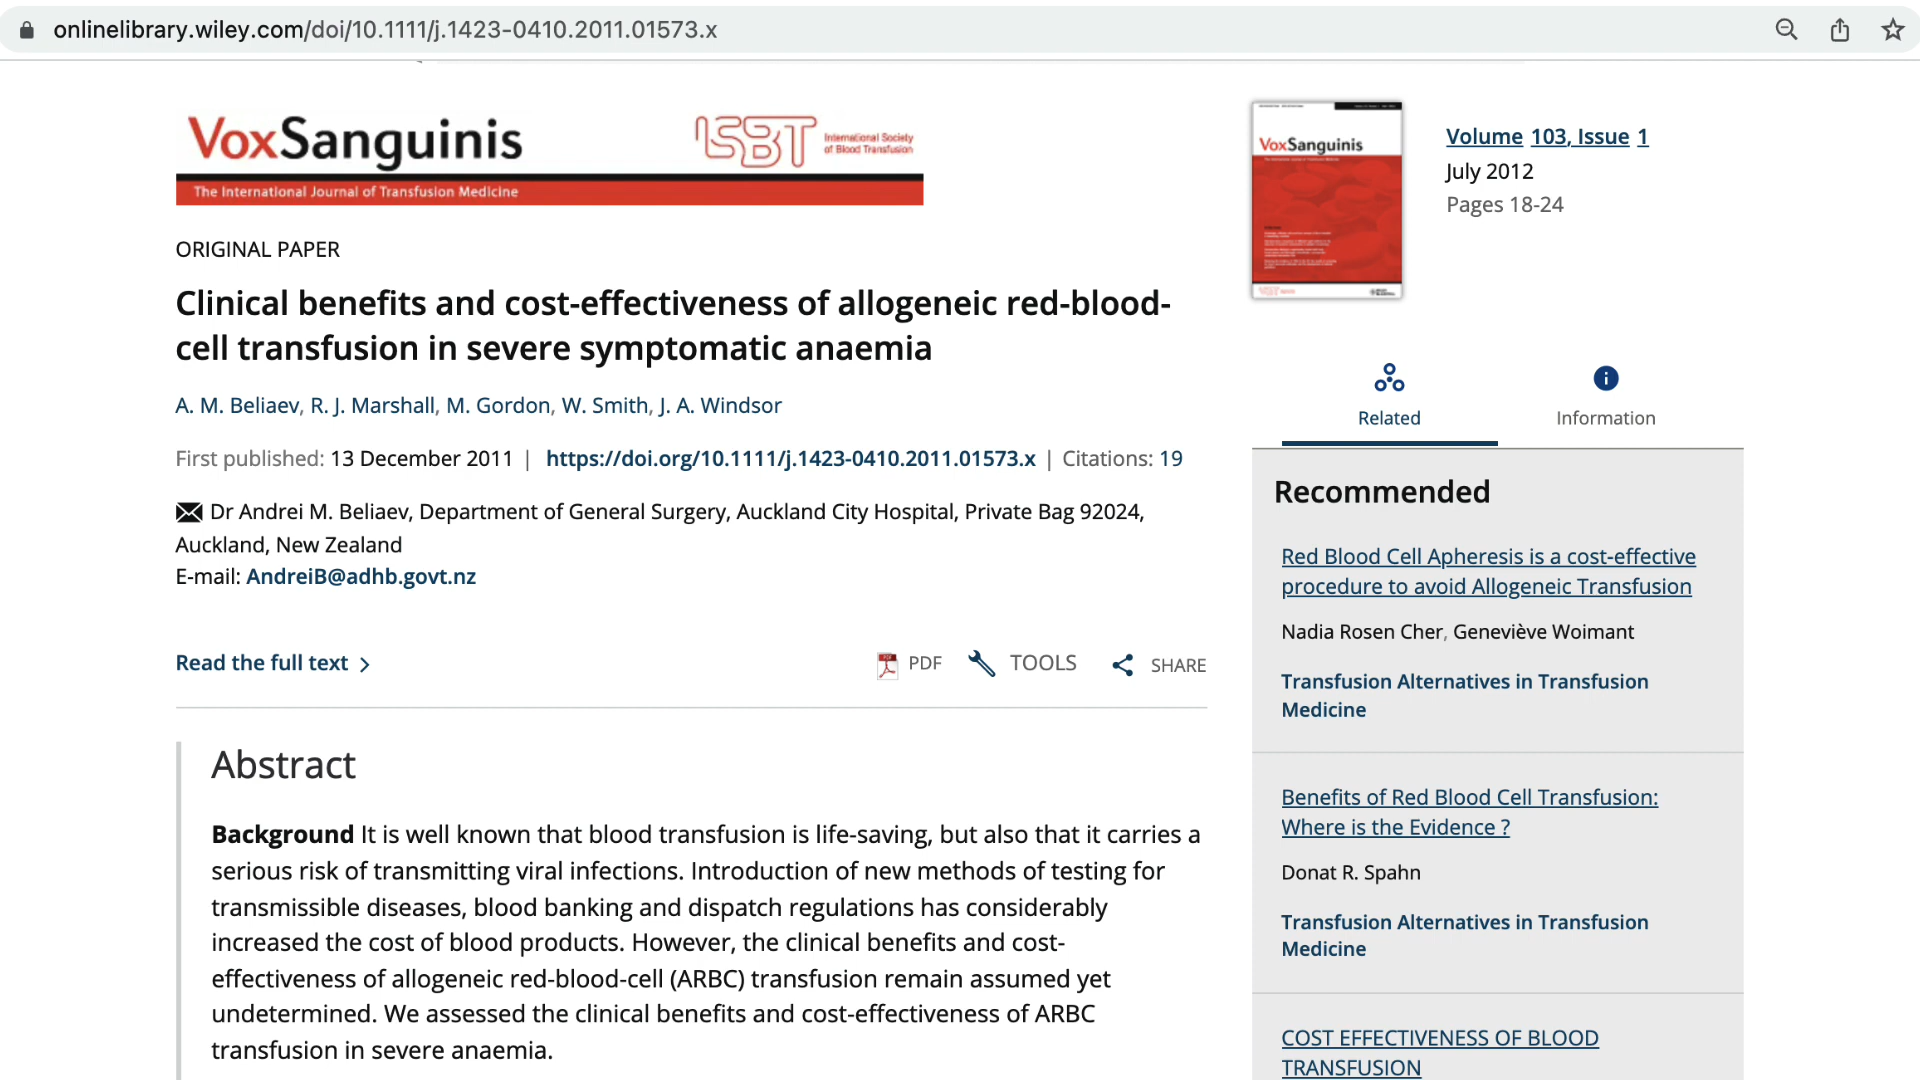 onlinelibrary.wiley.com/doi/10.1111/j.1423-0410.2011.01573.x
VoxSanguinis
ISBT
International Society
of Blood Transfusion
The International Journal of Transfusion Medicine
VoxSanguinis
Volume 103, Issue 1
July 2012
Pages 18-24
ORIGINAL PAPER
Clinical benefits and cost-effectiveness of allogeneic red-blood-
cell transfusion in severe symptomatic anaemia
A. M. Beliaev, R. J. Marshall, M. Gordon, W. Smith, J. A. Windsor
First published: 13 December 2011 | https://doi.org/10.1111/j.1423-0410.2011.01573.x | Citations: 19
Dr Andrei M. Beliaev, Department of General Surgery, Auckland City Hospital, Private Bag 92024,
Auckland, New Zealand
E-mail: AndreiB@adhb.govt.nz
Read the full text
PDF
TOOLS
SHARE
Abstract
Background It is well known that blood transfusion is life-saving, but also that it carries a
serious risk of transmitting viral infections. Introduction of new methods of testing for
transmissible diseases, blood banking and dispatch regulations has considerably
increased the cost of blood products. However, the clinical benefits and cost-
effectiveness of allogeneic red-blood-cell (ARBC) transfusion remain assumed yet
undetermined. We assessed the clinical benefits and cost-effectiveness of ARBC
transfusion in severe anaemia.
Related
Information
Recommended
Red Blood Cell Apheresis is a cost-effective
procedure to avoid Allogeneic Transfusion
Nadia Rosen Cher, Geneviève Woimant
Transfusion Alternatives in Transfusion
Medicine
Benefits of Red Blood Cell Transfusion:
Where is the Evidence ?
Donat R. Spahn
Transfusion Alternatives in Transfusion
Medicine
COST EFFECTIVENESS OF BLOOD
TRANSFUSION